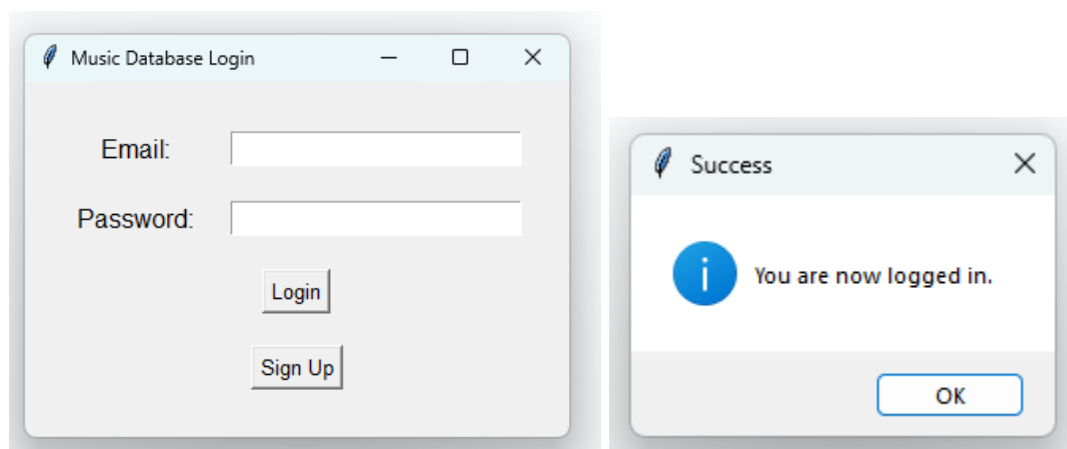 Music Database Login
Email:
Password:
Login
Sign Up
Success
You are now logged in.
OK